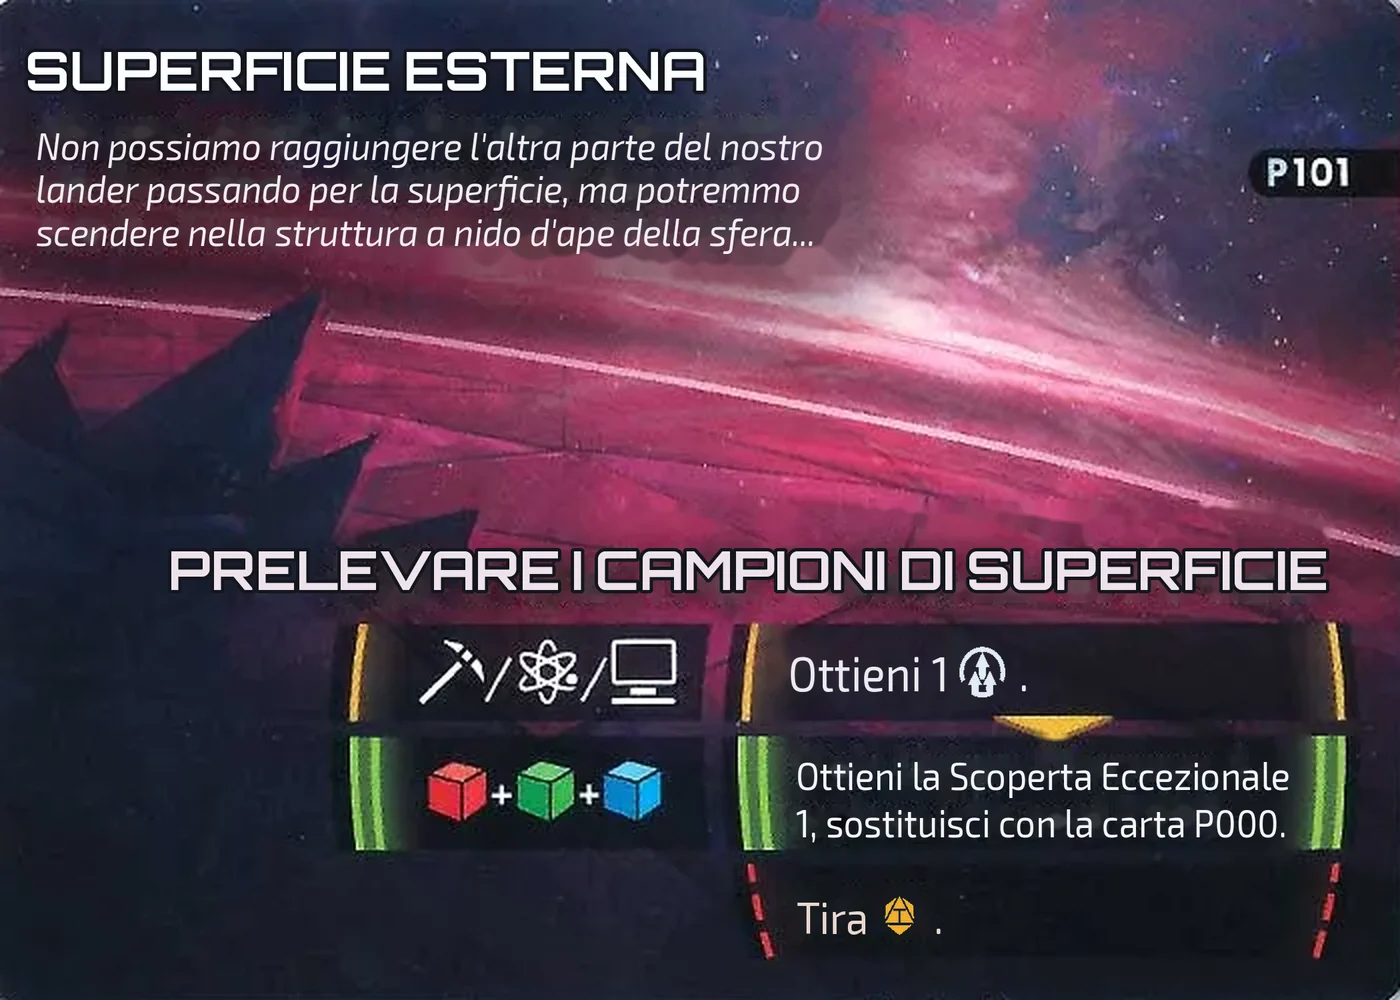 SUPERFICIE ESTERNA
Non possiamo raggiungere l'altra parte del nostro
lander passando per la superficie, ma potremmo
scendere nella struttura a nido d'ape della sfera...
P101
PRELEVARE I CAMPIONI DI SUPERFICIE
/ /
Ottieni 1 .
+ +
Ottieni la Scoperta Eccezionale
1, sostituisci con la carta P000.
Tira .